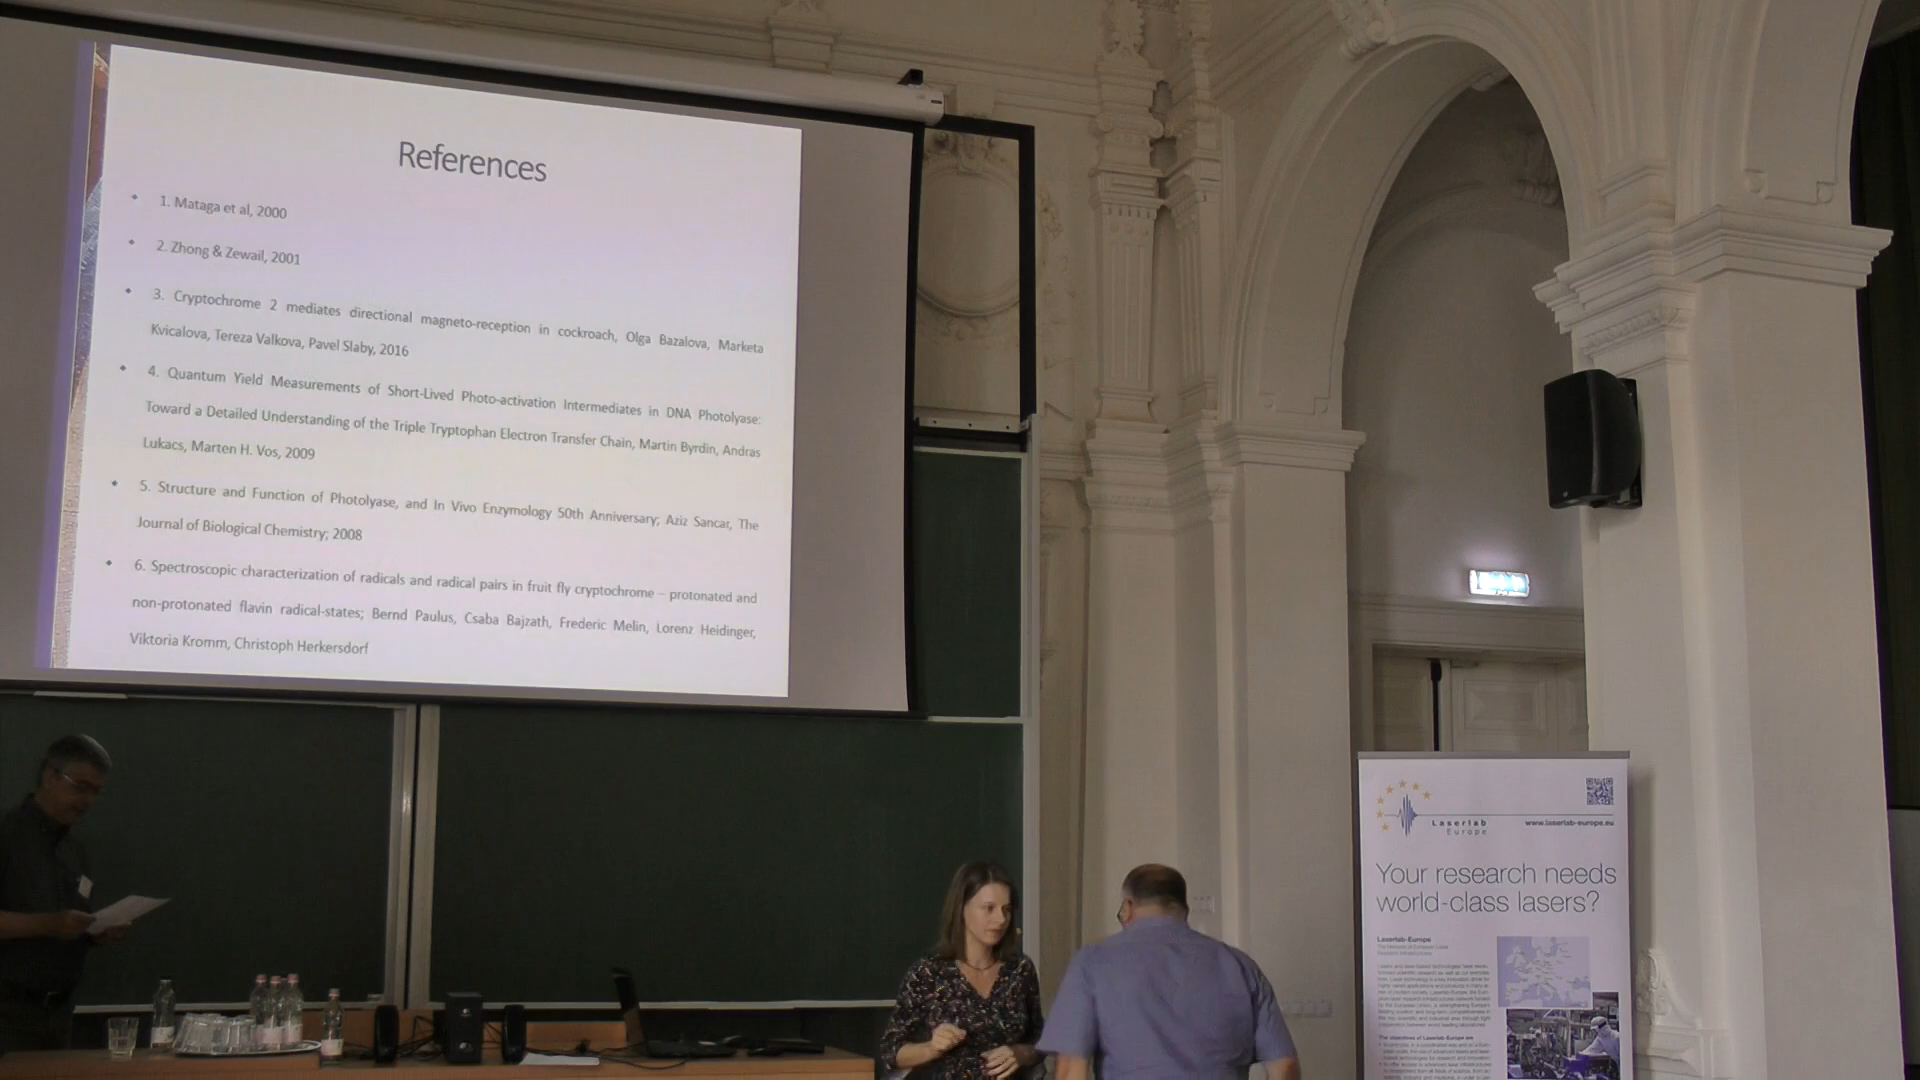 References
• 1. Mataga et al, 2000
• 2. Zhong & Zewail, 2001
• 3. Cryptochrome 2 mediates directional magneto-reception in cockroach, Olga Bazalova, Marketa
Kvicalova, Tereza Valkova, Pavel Slaby, 2016
• 4. Quantum Yield Measurements of Short-Lived Photo-activation Intermediates in DNA Photolyase:
Toward a Detailed Understanding of the Triple Tryptophan Electron Transfer Chain, Martin Byrdin, Andras
Lukacs, Marten H. Vos, 2009
• 5. Structure and Function of Photolyase, and In Vivo Enzymology 50th Anniversary; Aziz Sancar, The
Journal of Biological Chemistry; 2008
• 6. Spectroscopic characterization of radicals and radical pairs in fruit fly cryptochrome – protonated and
non-protonated flavin radical-states; Bernd Paulus, Csaba Bajzath, Frederic Melin, Lorenz Heidinger,
Viktoria Kromm, Christoph Herkersdorf
Laserlab
Europe
www.laserlab-europe.eu
Your research needs
world-class lasers?
Laserlab-Europe
The objectives of Laserlab-Europe are